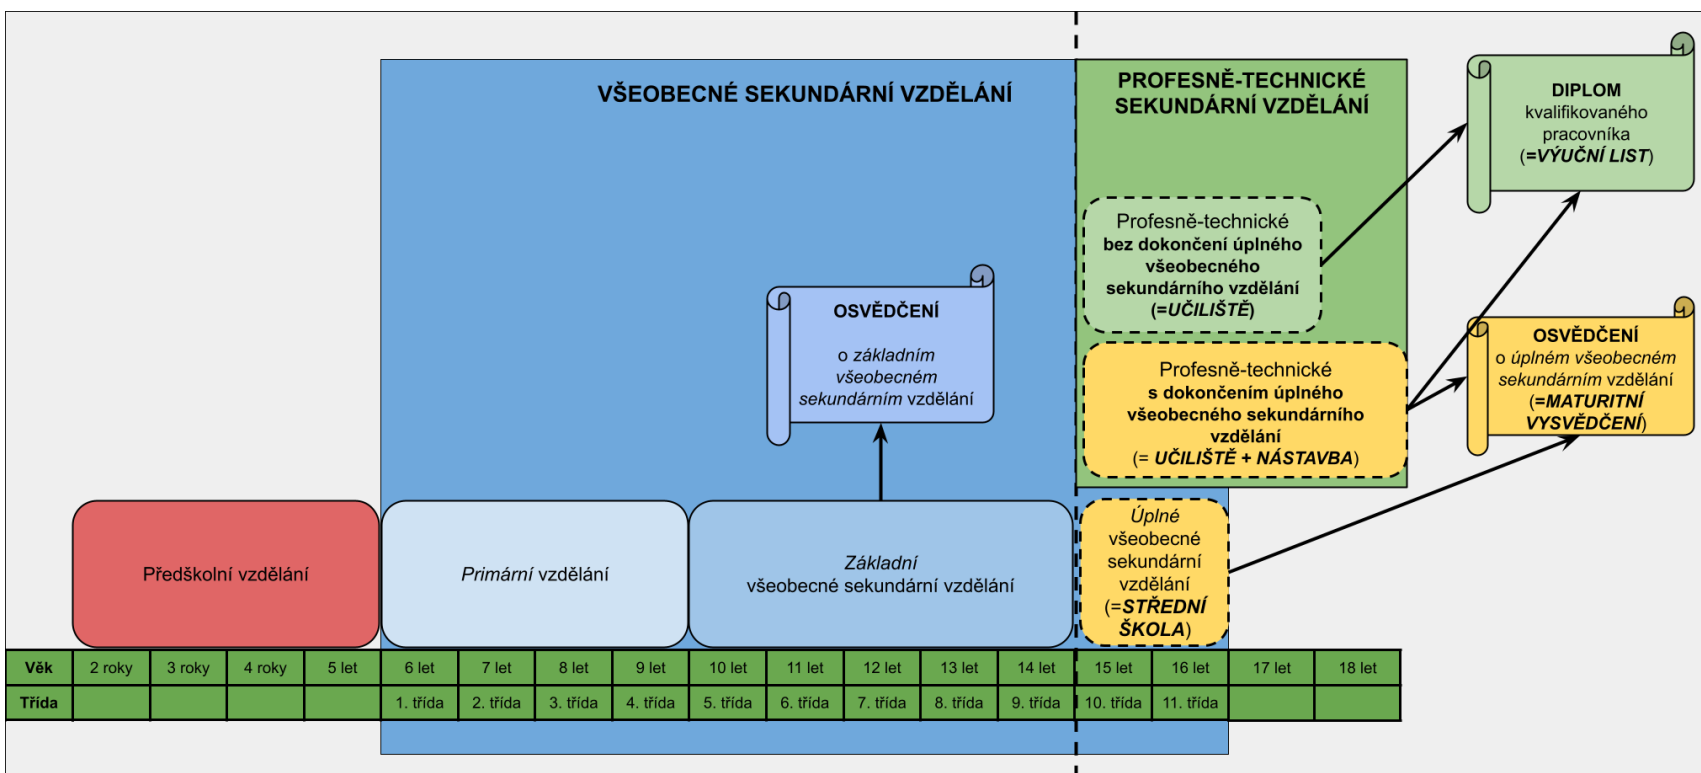 VŠEOBECNÉ SEKUNDÁRNÍ VZDĚLÁNÍ
PROFESNĚ-TECHNICKÉ
SEKUNDÁRNÍ VZDĚLÁNÍ
DIPLOM
kvalifikovaného
pracovníka
(=VÝUČNÍ LIST)
Profesně-technické
bez dokončení úplného
všeobecného
sekundárního vzdělání
(=UČILIŠTĚ)
OSVĚDČENÍ
o základním
všeobecném
sekundárním vzdělání
Profesně-technické
s dokončením úplného
všeobecného sekundárního
vzdělání
(= UČILIŠTĚ + NÁSTAVBA)
OSVĚDČENÍ
o úplném všeobecném
sekundárním vzdělání
(=MATURITNÍ
VYSVĚDČENÍ)
Předškolní vzdělání
Primární vzdělání
Základní
všeobecné sekundární vzdělání
Úplné
všeobecné
sekundární
vzdělání
(=STŘEDNÍ
ŠKOLA)
Věk 2 roky 3 roky 4 roky 5 let 6 let 7 let 8 let 9 let 10 let 11 let 12 let 13 let 14 let 15 let 16 let 17 let 18 let
Třída 1. třída 2. třída 3. třída 4. třída 5. třída 6. třída 7. třída 8. třída 9. třída 10. třída 11. třída